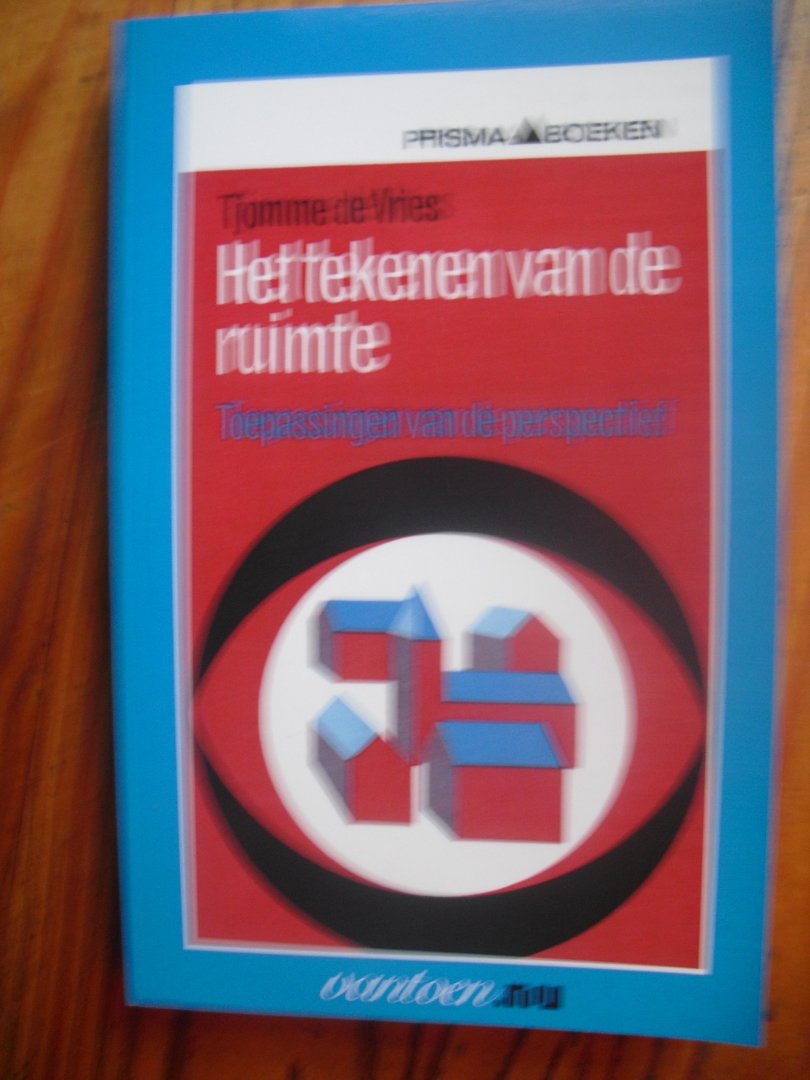 PRISMA BOEKEN
Tjomme de Vries
Het tekenen van de
ruimte
Toepassingen van de perspectief
vantoen.nu